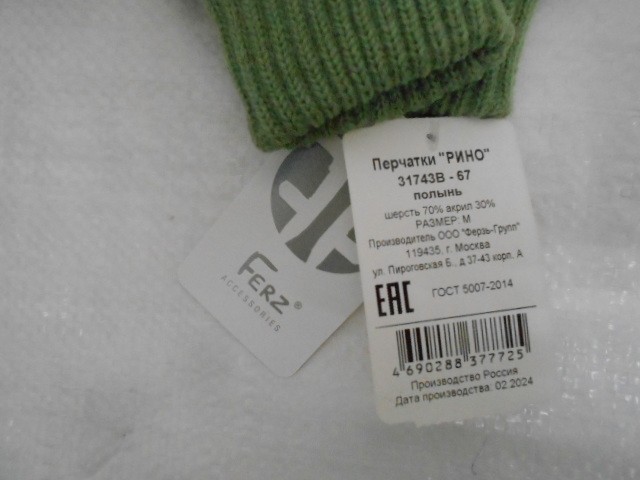 Перчатки "РИНО"
31743В - 67
полынь
шерсть 70% акрил 30%
РАЗМЕР: М
Производитель ООО "Ферзь-Групп"
119435, г. Москва
ул. Пироговская Б., д 37-43 корп. А
EAC ГОСТ 5007-2014
4 690288 377725
Производство Россия
Дата производства: 02.2024
FERZ®
ACCESSORIES